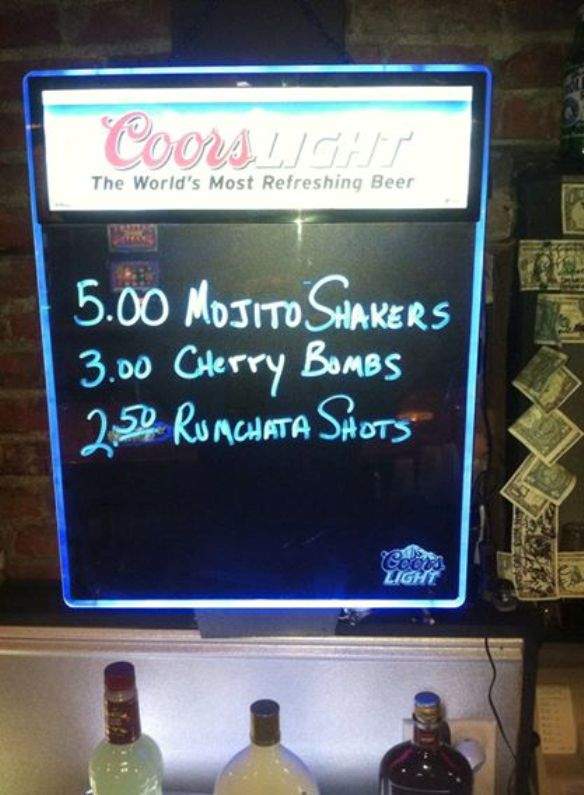 Coors LIGHT
The World's Most Refreshing Beer
5.00 MOJITO SHAKERS
3.00 CHerry BOMBS
2.50 RUMCHATA SHOTS
Coors
LIGHT